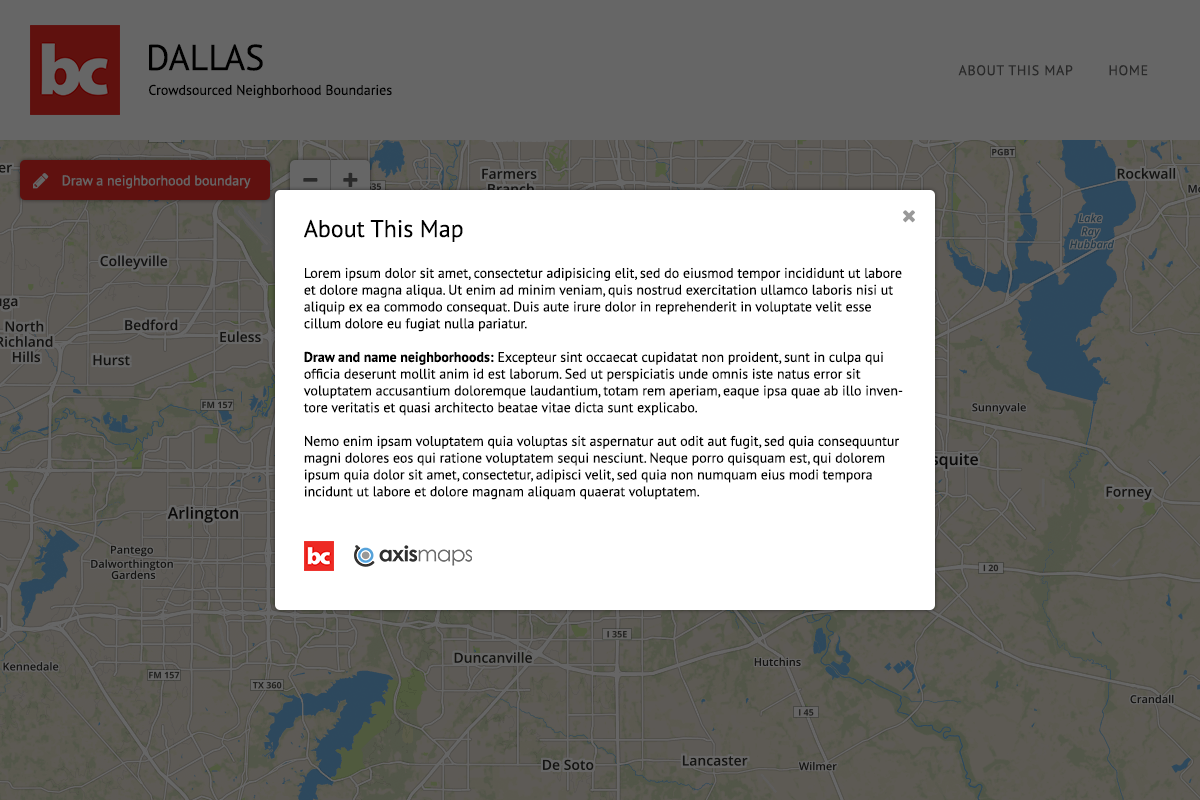 bc
DALLAS
Crowdsourced Neighborhood Boundaries
ABOUT THIS MAP
HOME
Draw a neighborhood boundary
About This Map
Lorem ipsum dolor sit amet, consectetur adipisicing elit, sed do eiusmod tempor incididunt ut labore
et dolore magna aliqua. Ut enim ad minim veniam, quis nostrud exercitation ullamco laboris nisi ut
aliquip ex ea commodo consequat. Duis aute irure dolor in reprehenderit in voluptate velit esse
cillum dolore eu fugiat nulla pariatur.
Draw and name neighborhoods: Excepteur sint occaecat cupidatat non proident, sunt in culpa qui
officia deserunt mollit anim id est laborum. Sed ut perspiciatis unde omnis iste natus error sit
voluptatem accusantium doloremque laudantium, totam rem aperiam, eaque ipsa quae ab illo inven-
tore veritatis et quasi architecto beatae vitae dicta sunt explicabo.
Nemo enim ipsam voluptatem quia voluptas sit aspernatur aut odit aut fugit, sed quia consequuntur
magni dolores eos qui ratione voluptatem sequi nesciunt. Neque porro quisquam est, qui dolorem
ipsum quia dolor sit amet, consectetur, adipisci velit, sed quia non numquam eius modi tempora
incidunt ut labore et dolore magnam aliquam quaerat voluptatem.
bc
axismaps
Farmers
Branch
PGBT
Rockwall
Lake
Ray
Hubbard
Colleyville
North
Richland
Hills
Bedford
Euless
Hurst
FM 157
Sunnyvale
squite
Forney
Arlington
Pantego
Dalworthington
Gardens
I 20
I 35E
Duncanville
Hutchins
Kennedale
FM 157
TX 360
Crandall
I 45
De Soto
Lancaster
Wilmer